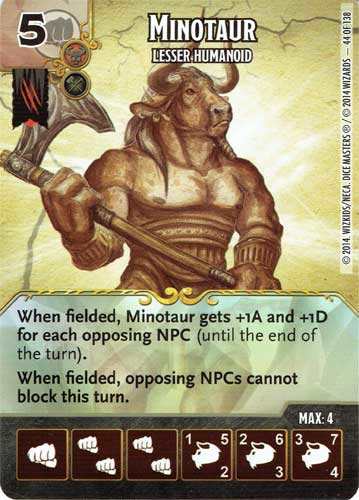 5
MINOTAUR
LESSER HUMANOID
© 2014. WIZKIDS/NECA. DICE MASTERS ® / © 2014 WIZARDS — 44 OF 138
When fielded, Minotaur gets +1A and +1D
for each opposing NPC (until the end of
the turn).
When fielded, opposing NPCs cannot
block this turn.
MAX: 4
1 5 2 6 3 7
2 3 4